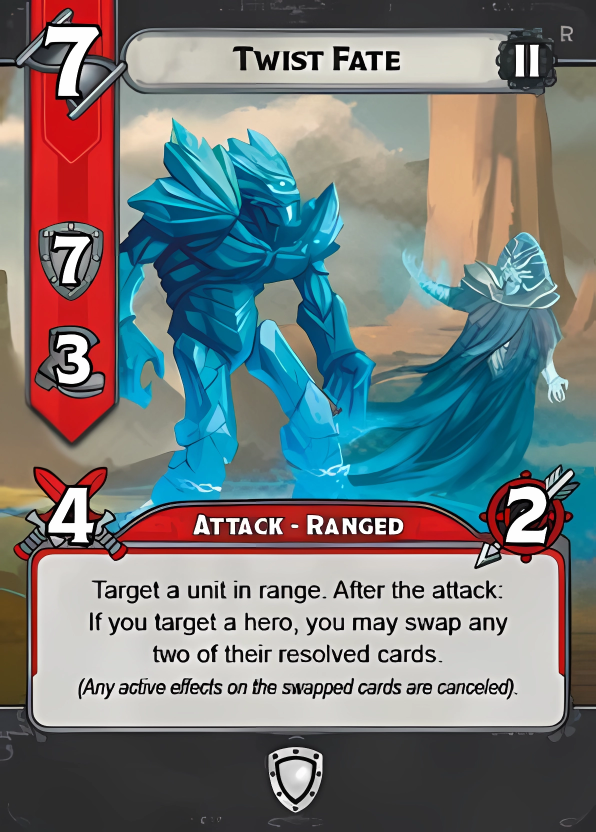 7
TWIST FATE
II
R
7
3
4
ATTACK - RANGED
2
Target a unit in range. After the attack:
If you target a hero, you may swap any
two of their resolved cards.
(Any active effects on the swapped cards are canceled).